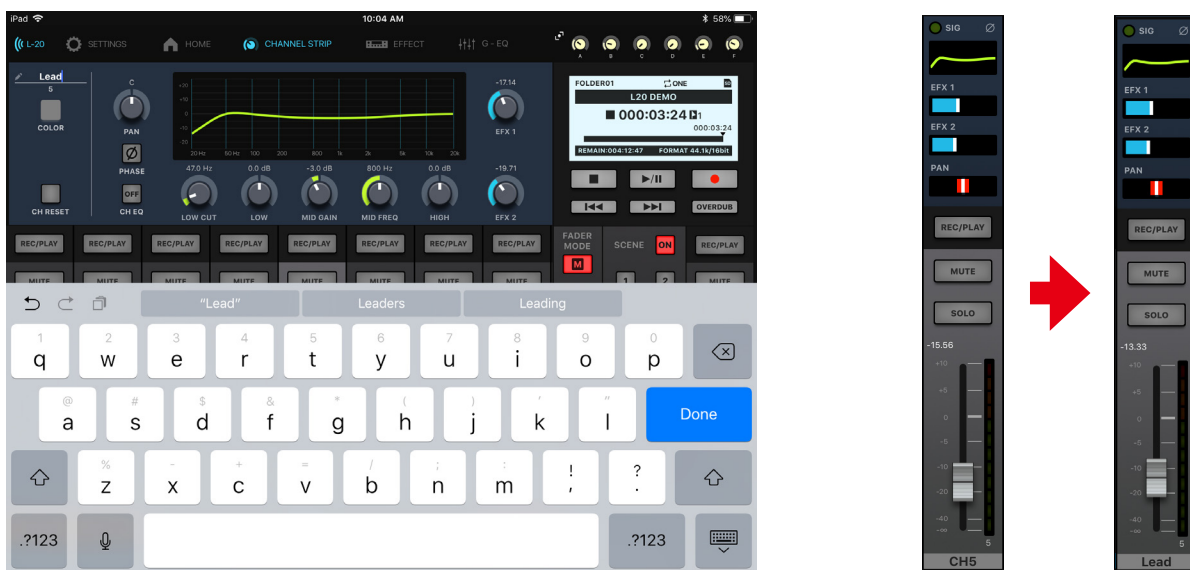 iPad 10:04 AM 58%
L-20 SETTINGS HOME CHANNEL STRIP EFFECT G - EQ A B C D E F
Lead
5
COLOR
C
PAN
PHASE
OFF
CH EQ
CH RESET
+20
+10
0
-10
-20
20 Hz 50 Hz 100 200 800 1k 2k 5k 10k 20k
-17.14
EFX 1
47.0 Hz 0.0 dB -3.0 dB 800 Hz 0.0 dB -19.71
LOW CUT LOW MID GAIN MID FREQ HIGH EFX 2
FOLDER01 ONE
L20 DEMO
000:03:24 1
000:03:24
REMAIN:004:12:47 FORMAT 44.1k/16bit
OVERDUB
REC/PLAY REC/PLAY REC/PLAY REC/PLAY REC/PLAY REC/PLAY REC/PLAY FADER MODE SCENE ON REC/PLAY
M
MUTE MUTE MUTE MUTE MUTE MUTE MUTE 1 2 MUTE
“Lead” Leaders Leading
1 2 3 4 5 6 7 8 9 0
q w e r t y u i o p
@ # $ & * ( ) ' "
a s d f g h j k l Done
% - + = / ; : ! ?
z x c v b n m , .
.?123 .?123
SIG Ø
EFX 1
EFX 2
PAN
REC/PLAY
MUTE
SOLO
-15.56
+10
+5
0
-5
-10
-20
-40
-∞
5
CH5
SIG Ø
EFX 1
EFX 2
PAN
REC/PLAY
MUTE
SOLO
-13.33
+10
+5
0
-5
-10
-20
-40
-∞
5
Lead